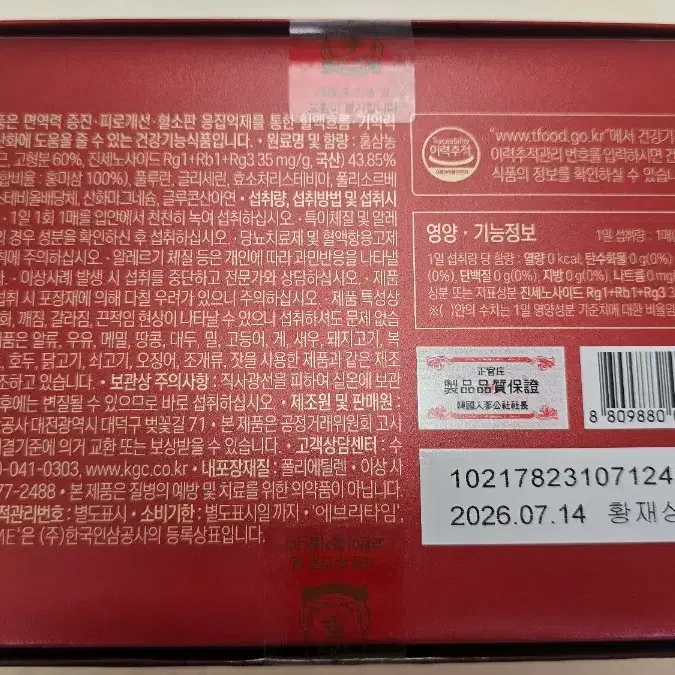 품은 면역력 증진·피로개선·혈소판 응집억제를 통한 혈액흐름·기억력
산화에 도움을 줄 수 있는 건강기능식품입니다. • 원료명 및 함량 : 홍삼농
고형분 60%, 진세노사이드 Rg1+Rb1+Rg3 35 mg/g, 국산) 43.85%
합비율 : 홍미삼 100%), 풀루란, 글리세린, 효소처리스테비아, 폴리소르베
산화마그네슘, 글루콘산아연 • 섭취량, 섭취방법 및 섭취시
1일 1회 1매를 입안에서 천천히 녹여 섭취하십시오. • 특이체질 및 알레
의 경우 성분을 확인하신 후 섭취하십시오. • 당뇨치료제 및 혈액항응고제
• 알레르기 체질 등은 개인에 따라 과민반응을 나타낼
다. • 이상사례 발생 시 섭취를 중단하고 전문가와 상담하십시오. • 제품
섭취 시 포장재에 의해 다칠 우려가 있으니 주의하십시오. • 제품 특성상
화, 깨짐, 갈라짐, 끈적임 현상이 나타날 수 있으나 섭취하셔도 문제 없습
제품은 알류, 우유, 메밀, 땅콩, 대두, 밀, 고등어, 게, 새우, 돼지고기, 복
호두, 닭고기, 쇠고기, 오징어, 조개류, 잣을 사용한 제품과 같은 제조
조하고 있습니다. • 보관상 주의사항 : 직사광선을 피하여 실온에 보관
후에는 변질될 수 있으므로 바로 섭취하십시오 • 제조원 및 판매원
공사 대전광역시 대덕구 벚꽃길 71 • 본 제품은 공정거래위원회 고시
해결기준에 의거 교환 또는 보상받을 수 있습니다. • 고객상담센터 : 수
0-041-0303, www.kgc.co.kr • 내포장재질 : 폴리에틸렌 • 이상 사
77-2488 • 본 제품은 질병의 예방 및 치료를 위한 의약품이 아닙니다.
적관리번호 : 별도표시 • 소비기한 : 별도표시일 까지 • '에브리타임',
ME'은 (주)한국인삼공사의 등록상표입니다.
Traceability
이력추적
"www.tfood.go.kr"에서 건강기
이력추적관리 번호를 입력하시면 건
식품의 정보를 확인하실 수 있습
영양·기능정보
1일 섭취량 : 1매(
1일 섭취량 당 함량 : 열량 0 kcal, 탄수화물 0 g(0
(0%), 단백질 0 g(0%), 지방 0 g(0%), 나트륨 0 mg(0
성분 또는 지표성분 진세노사이드 Rg1+Rb1+Rg3 3
※( )안의 수치는 1일 영양성분 기준치에 대한 비율임
正官庄
製品品質保證
韓國人蔘公社社長
8 809880 0
10217823107124
2026.07.14 황재상